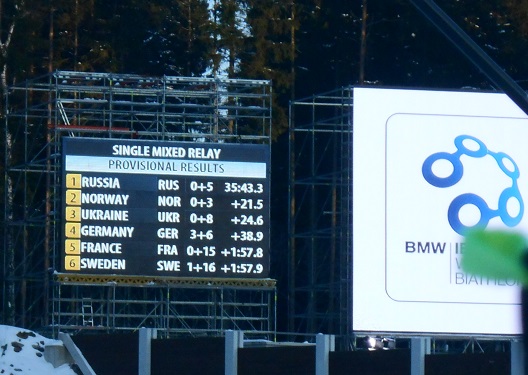 SINGLE MIXED RELAY
PROVISIONAL RESULTS
1 RUSSIA RUS 0+5 35:43.3
2 NORWAY NOR 0+3 +21.5
3 UKRAINE UKR 0+8 +24.6
4 GERMANY GER 3+6 +38.9
5 FRANCE FRA 0+15 +1:57.8
6 SWEDEN SWE 1+16 +1:57.9
BMW